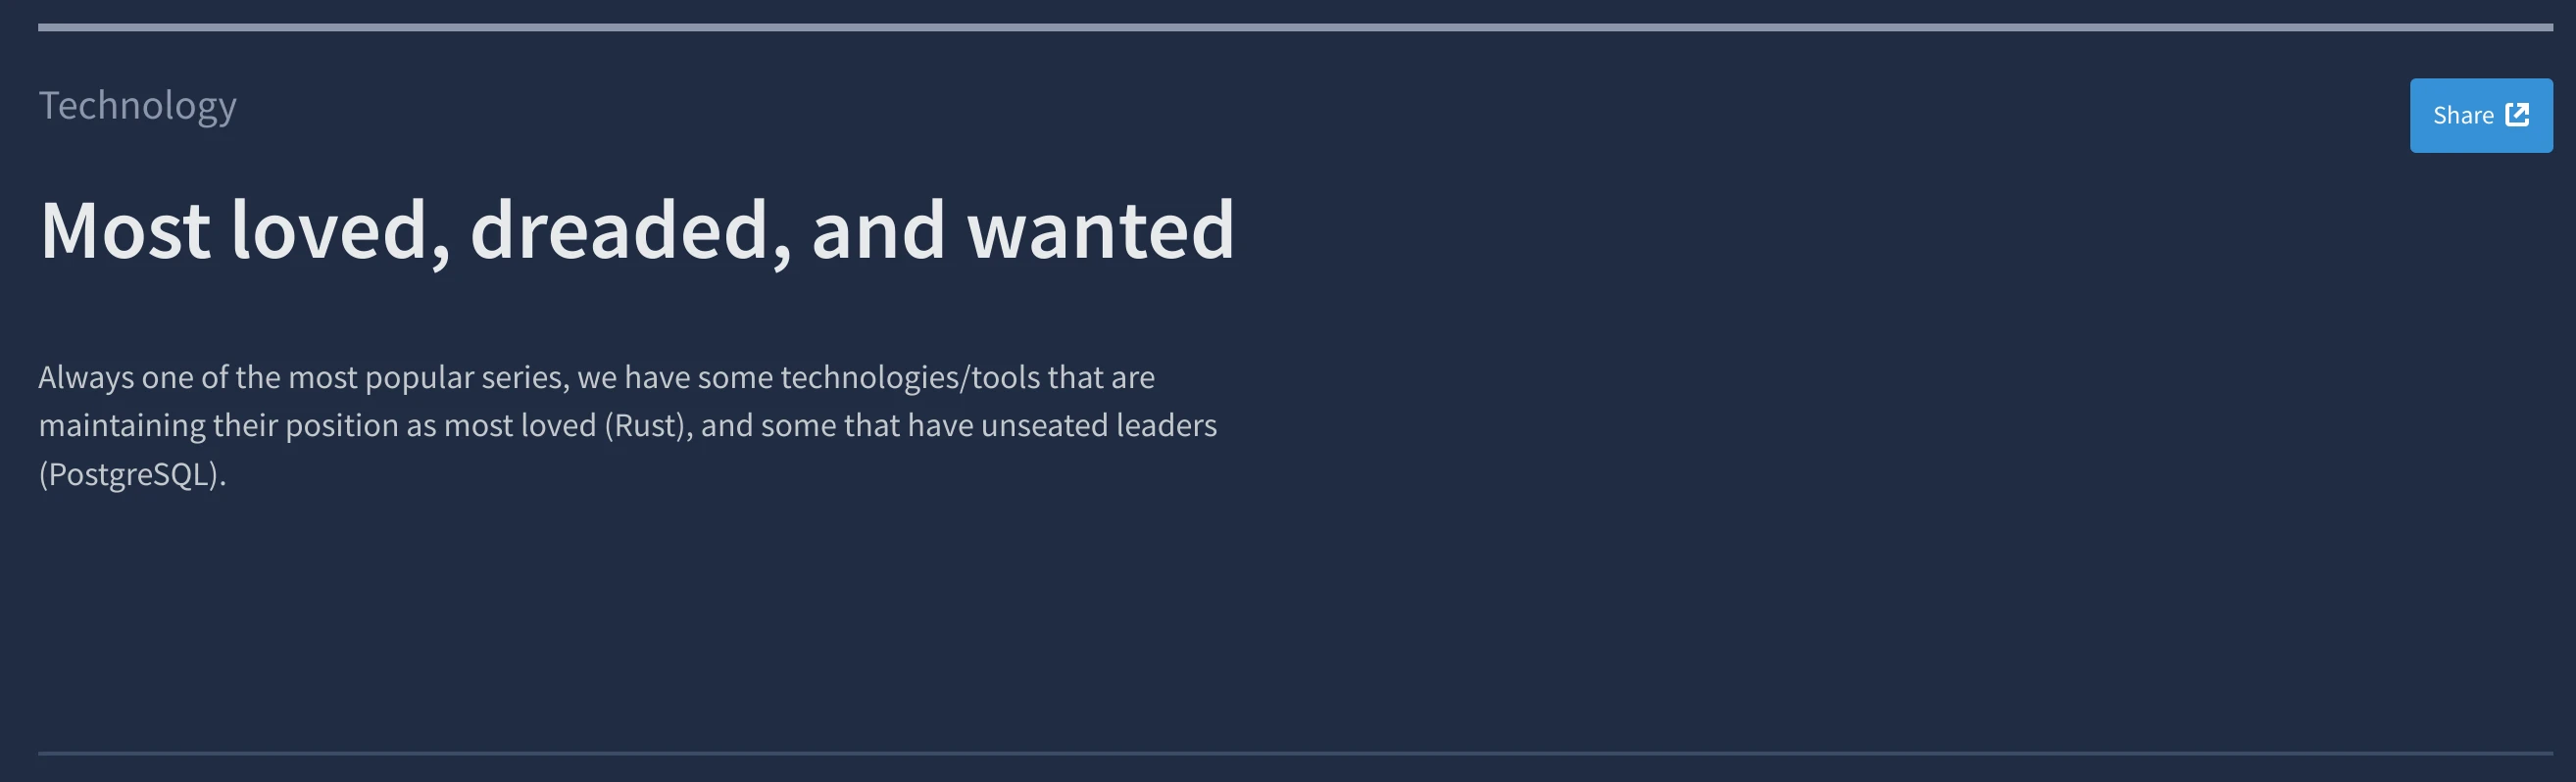 Technology
Share
Most loved, dreaded, and wanted
Always one of the most popular series, we have some technologies/tools that are
maintaining their position as most loved (Rust), and some that have unseated leaders
(PostgreSQL).